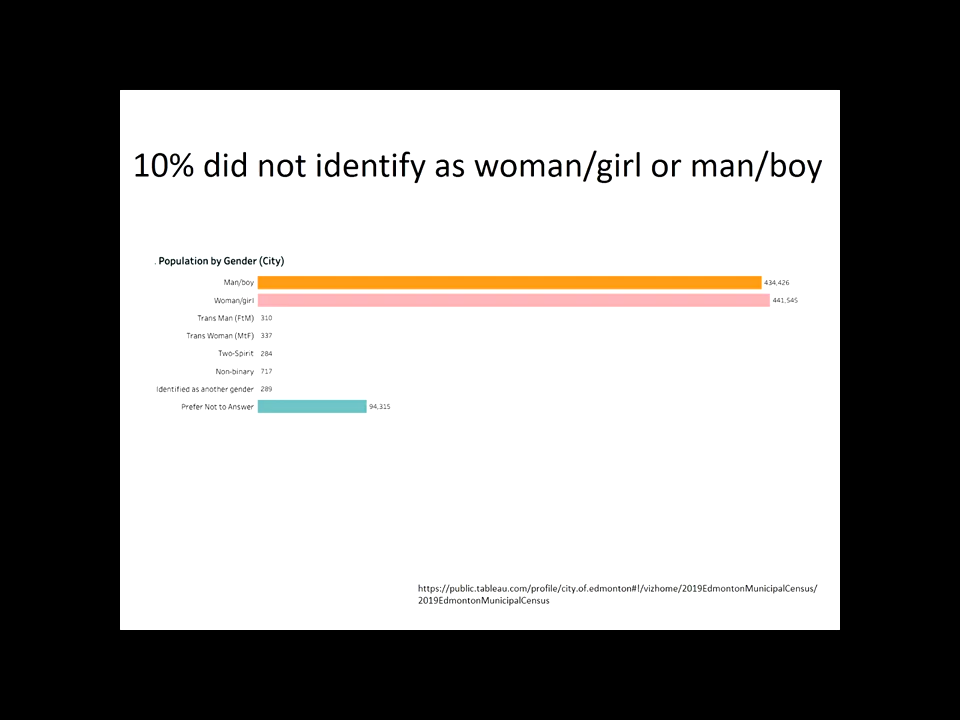 10% did not identify as woman/girl or man/boy
. Population by Gender (City)
Man/boy 434,426
Woman/girl 441,545
Trans Man (FtM) 310
Trans Woman (MtF) 337
Two-Spirit 284
Non-binary 717
Identified as another gender 289
Prefer Not to Answer 94,315
https://public.tableau.com/profile/city.of.edmonton#!/vizhome/2019EdmontonMunicipalCensus/
2019EdmontonMunicipalCensus